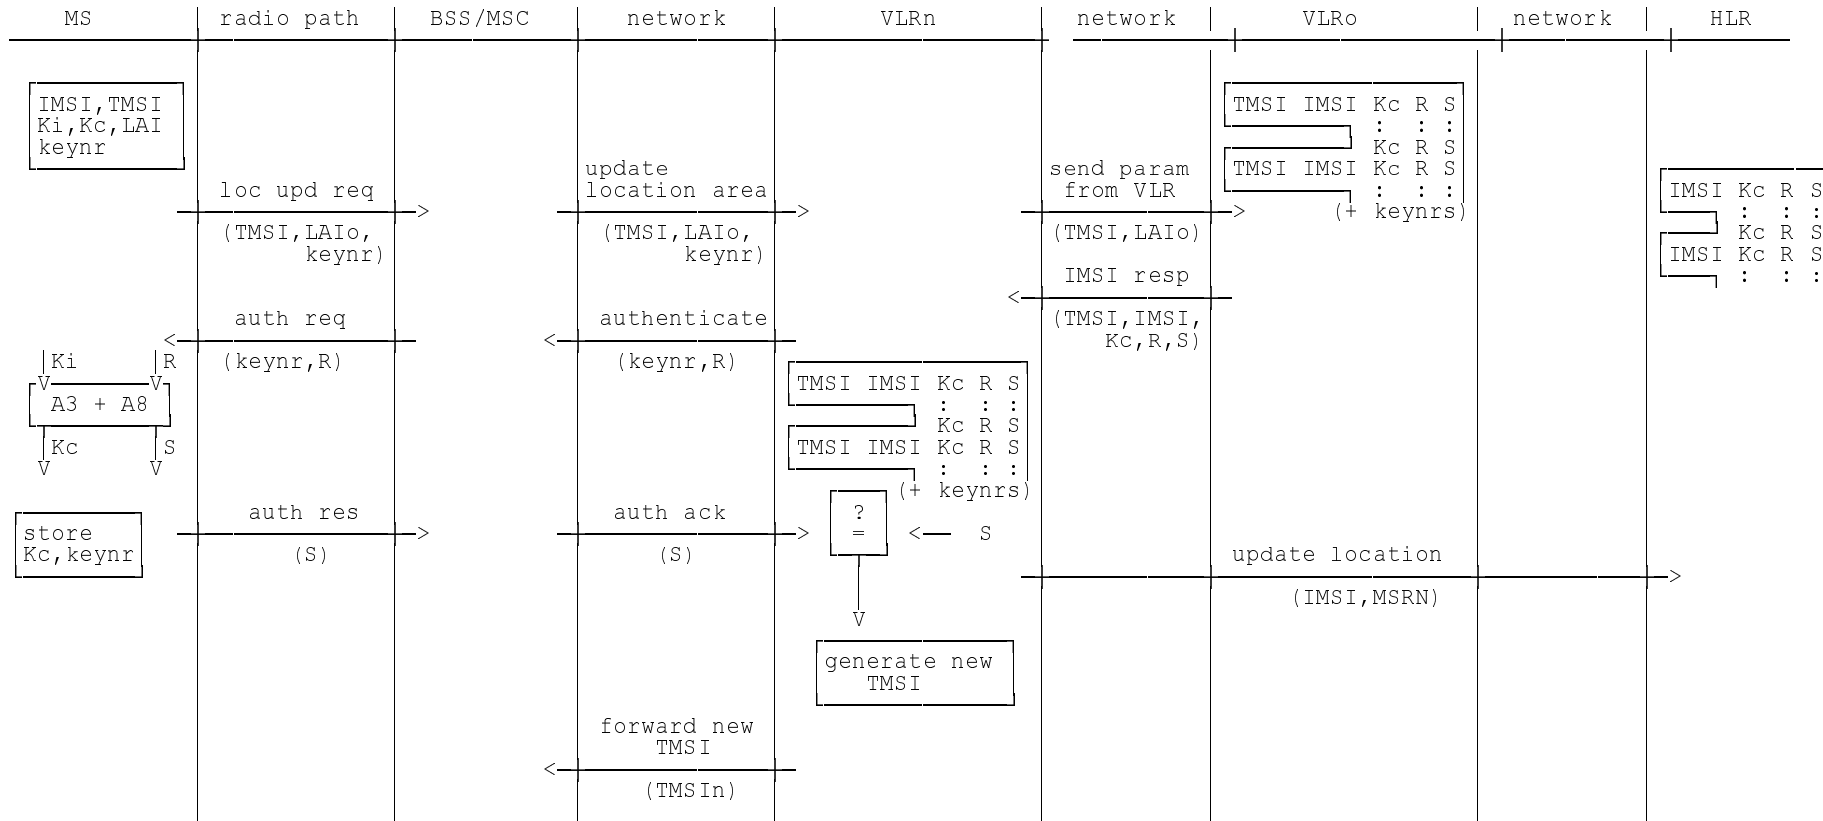 MS radio path BSS/MSC network VLRn network VLRo network HLR
IMSI,TMSI
Ki,Kc,LAI
keynr
TMSI IMSI Kc R S
: : :
Kc R S
TMSI IMSI Kc R S
: : :
(+ keynrs)
loc upd req
(TMSI,LAIo,
keynr)
update
location area
(TMSI,LAIo,
keynr)
send param
from VLR
(TMSI,LAIo)
IMSI Kc R S
: : :
Kc R S
IMSI Kc R S
: : :
IMSI resp
(TMSI,IMSI,
Kc,R,S)
auth req
(keynr,R)
authenticate
(keynr,R)
Ki R
A3 + A8
Kc S
TMSI IMSI Kc R S
: : :
Kc R S
TMSI IMSI Kc R S
: : :
(+ keynrs)
store
Kc,keynr
auth res
(S)
auth ack
(S)
?
=
S
update location
(IMSI,MSRN)
generate new
TMSI
forward new
TMSI
(TMSIn)